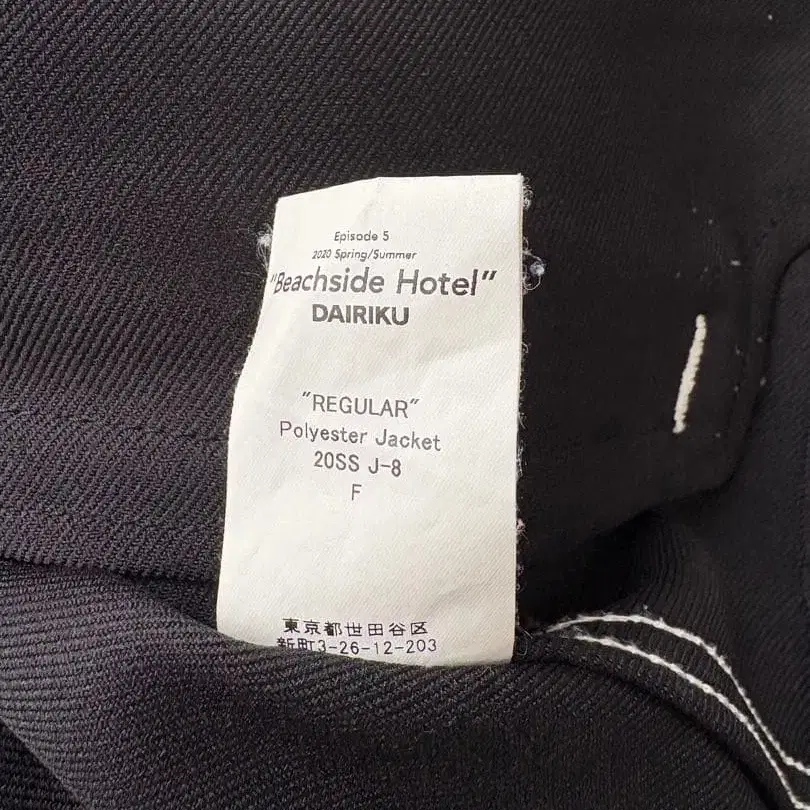 Episode 5
2020 Spring/Summer
"Beachside Hotel"
DAIRIKU
"REGULAR"
Polyester Jacket
20SS J-8
F
東京都世田谷区
新町3-26-12-203